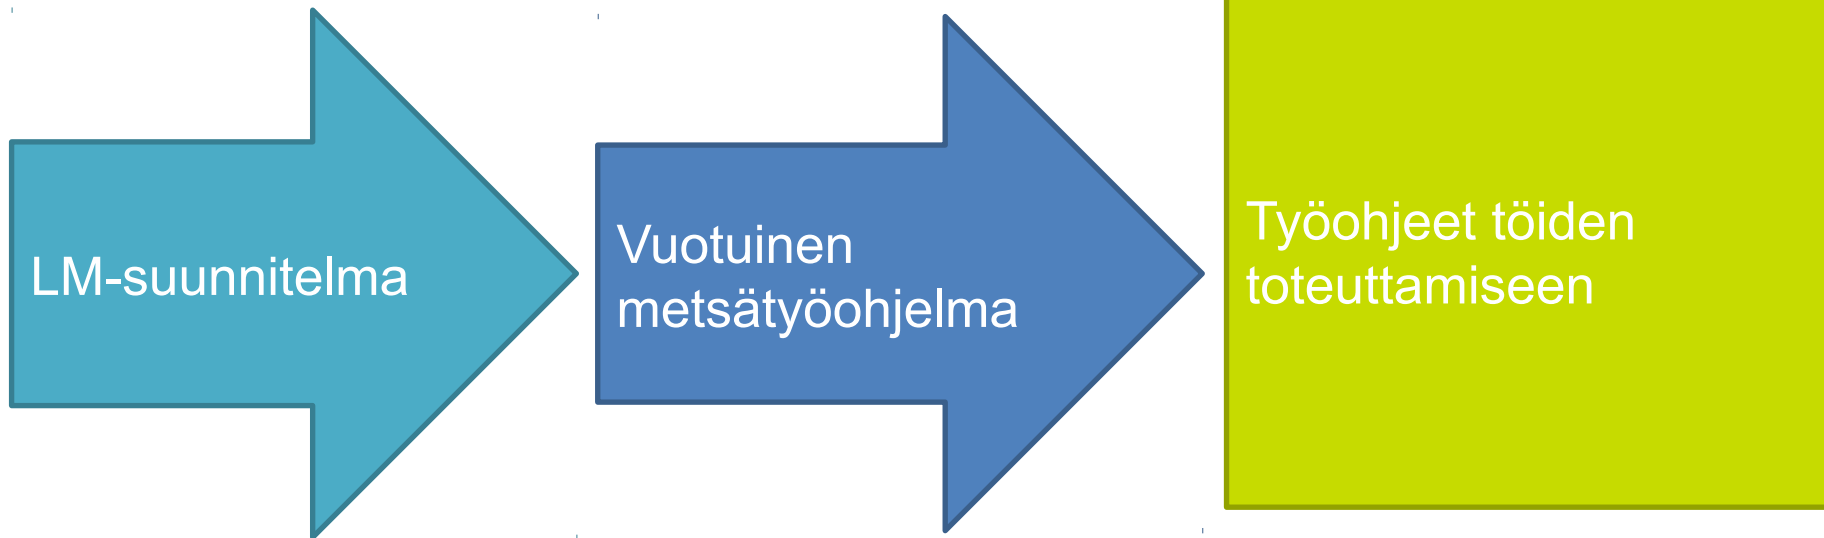 LM-suunnitelma
Vuotuinen
metsätyöohjelma
Työohjeet töiden
toteuttamiseen